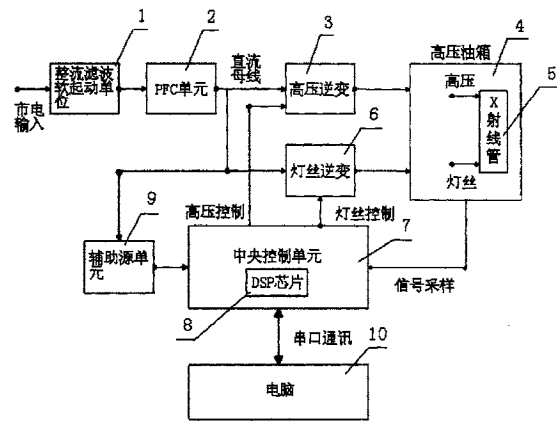 1
2
3
4
5
整流滤波
软起动单
位
PFC单元
直流
母线
高压逆变
高压油箱
高压
X
射
线
管
灯丝
市电
输入
6
灯丝逆变
高压控制
灯丝控制
9
辅助源单
元
7
中央控制单元
DSP芯片
8
信号采样
串口通讯
10
电脑